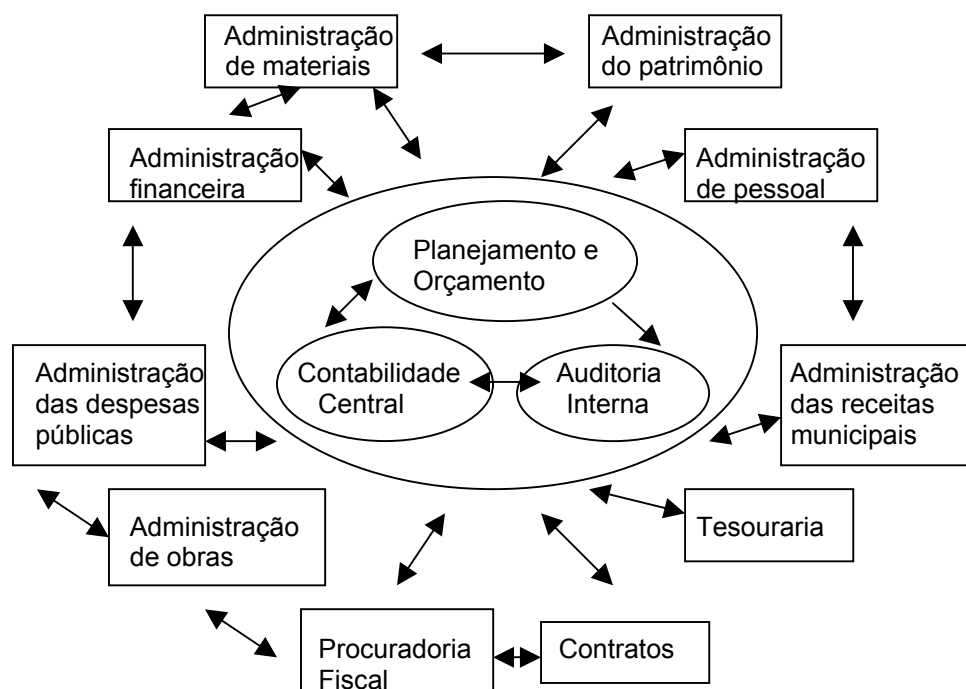 Administração
de materiais
Administração
do patrimônio
Administração
financeira
Administração
de pessoal
Planejamento e
Orçamento
Contabilidade
Central
Auditoria
Interna
Administração
das despesas
públicas
Administração
das receitas
municipais
Administração
de obras
Tesouraria
Procuradoria
Fiscal
Contratos